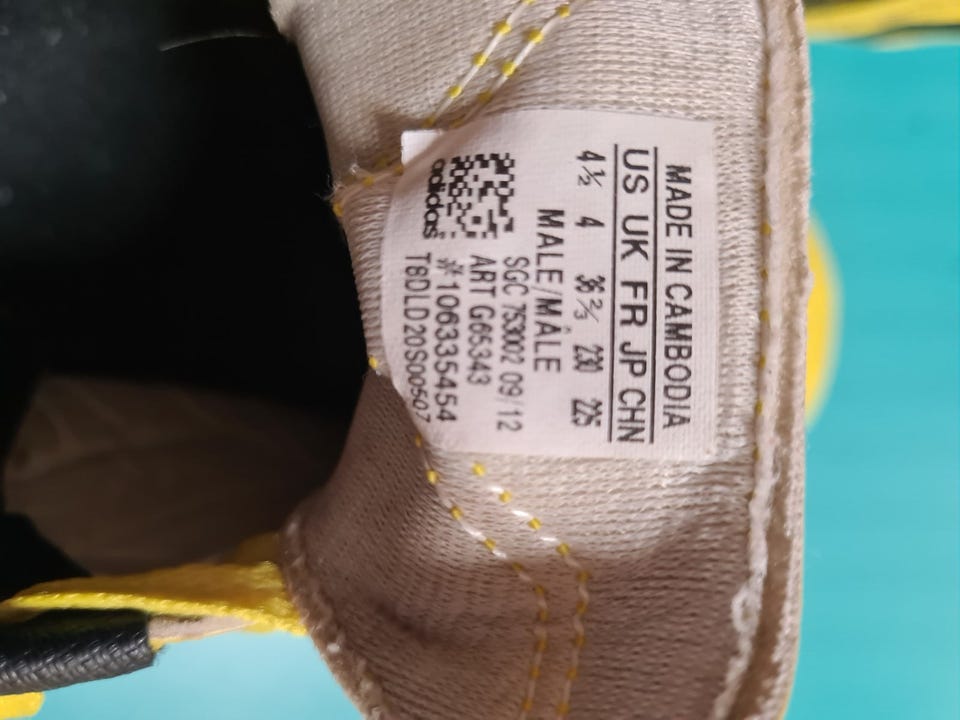 MADE IN CAMBODIA
US UK FR JP CHN
4½ 4 36⅔ 230 225
MALE/MÂLE
SGC 753002 09/12
ART G65343
#106335454
adidas T8DLD20S00507